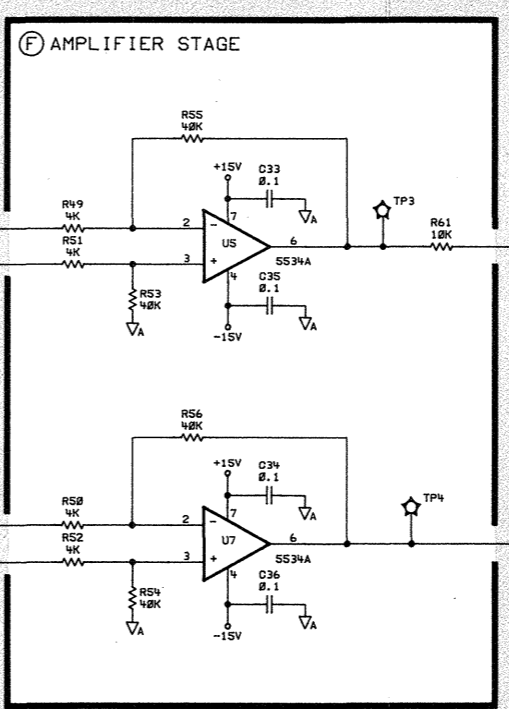 F AMPLIFIER STAGE
R55
40K
+15V
C33
0.1
A
7
R49
4K
2
-
U5
6
5534A
TP3
R61
10K
R51
4K
3
+
4
R53
40K
A
C35
0.1
A
-15V
R56
40K
+15V
C34
0.1
A
7
R50
4K
2
-
U7
6
5534A
TP4
R52
4K
3
+
4
R54
40K
A
C36
0.1
A
-15V